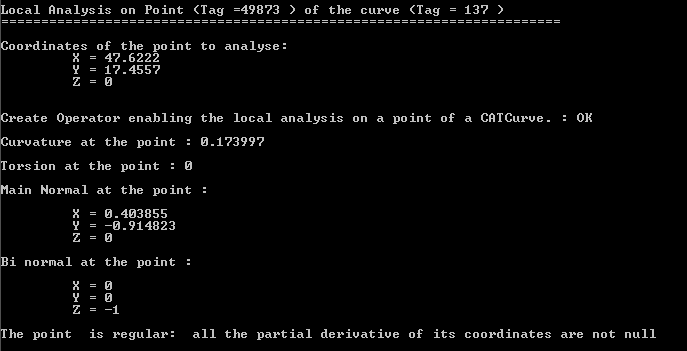 Local Analysis on Point (Tag =49873 ) of the curve (Tag = 137 )
======================================================================
Coordinates of the point to analyse:
X = 47.6222
Y = 17.4557
Z = 0
Create Operator enabling the local analysis on a point of a CATCurve. : OK
Curvature at the point : 0.173997
Torsion at the point : 0
Main Normal at the point :
X = 0.403855
Y = -0.914823
Z = 0
Bi normal at the point :
X = 0
Y = 0
Z = -1
The point  is regular:  all the partial derivative of its coordinates are not null